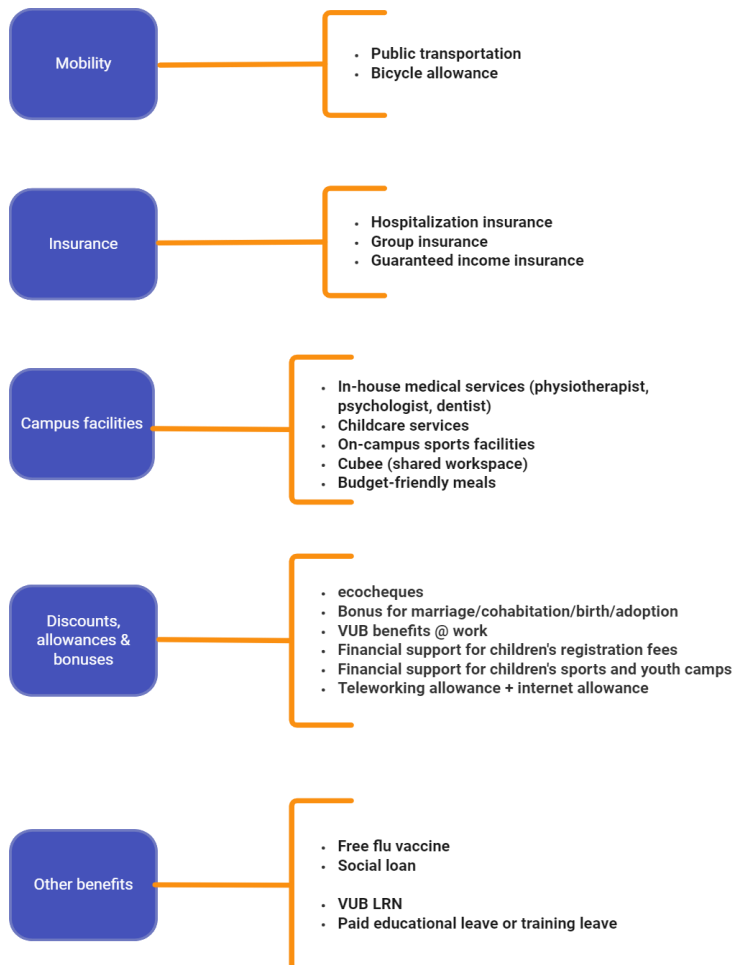 Mobility
• Public transportation
• Bicycle allowance
Insurance
• Hospitalization insurance
• Group insurance
• Guaranteed income insurance
Campus facilities
• In-house medical services (physiotherapist,
psychologist, dentist)
• Childcare services
• On-campus sports facilities
• Cubee (shared workspace)
• Budget-friendly meals
Discounts,
allowances &
bonuses
• ecocheques
• Bonus for marriage/cohabitation/birth/adoption
• VUB benefits @ work
• Financial support for children's registration fees
• Financial support for children's sports and youth camps
• Teleworking allowance + internet allowance
Other benefits
• Free flu vaccine
• Social loan
• VUB LRN
• Paid educational leave or training leave